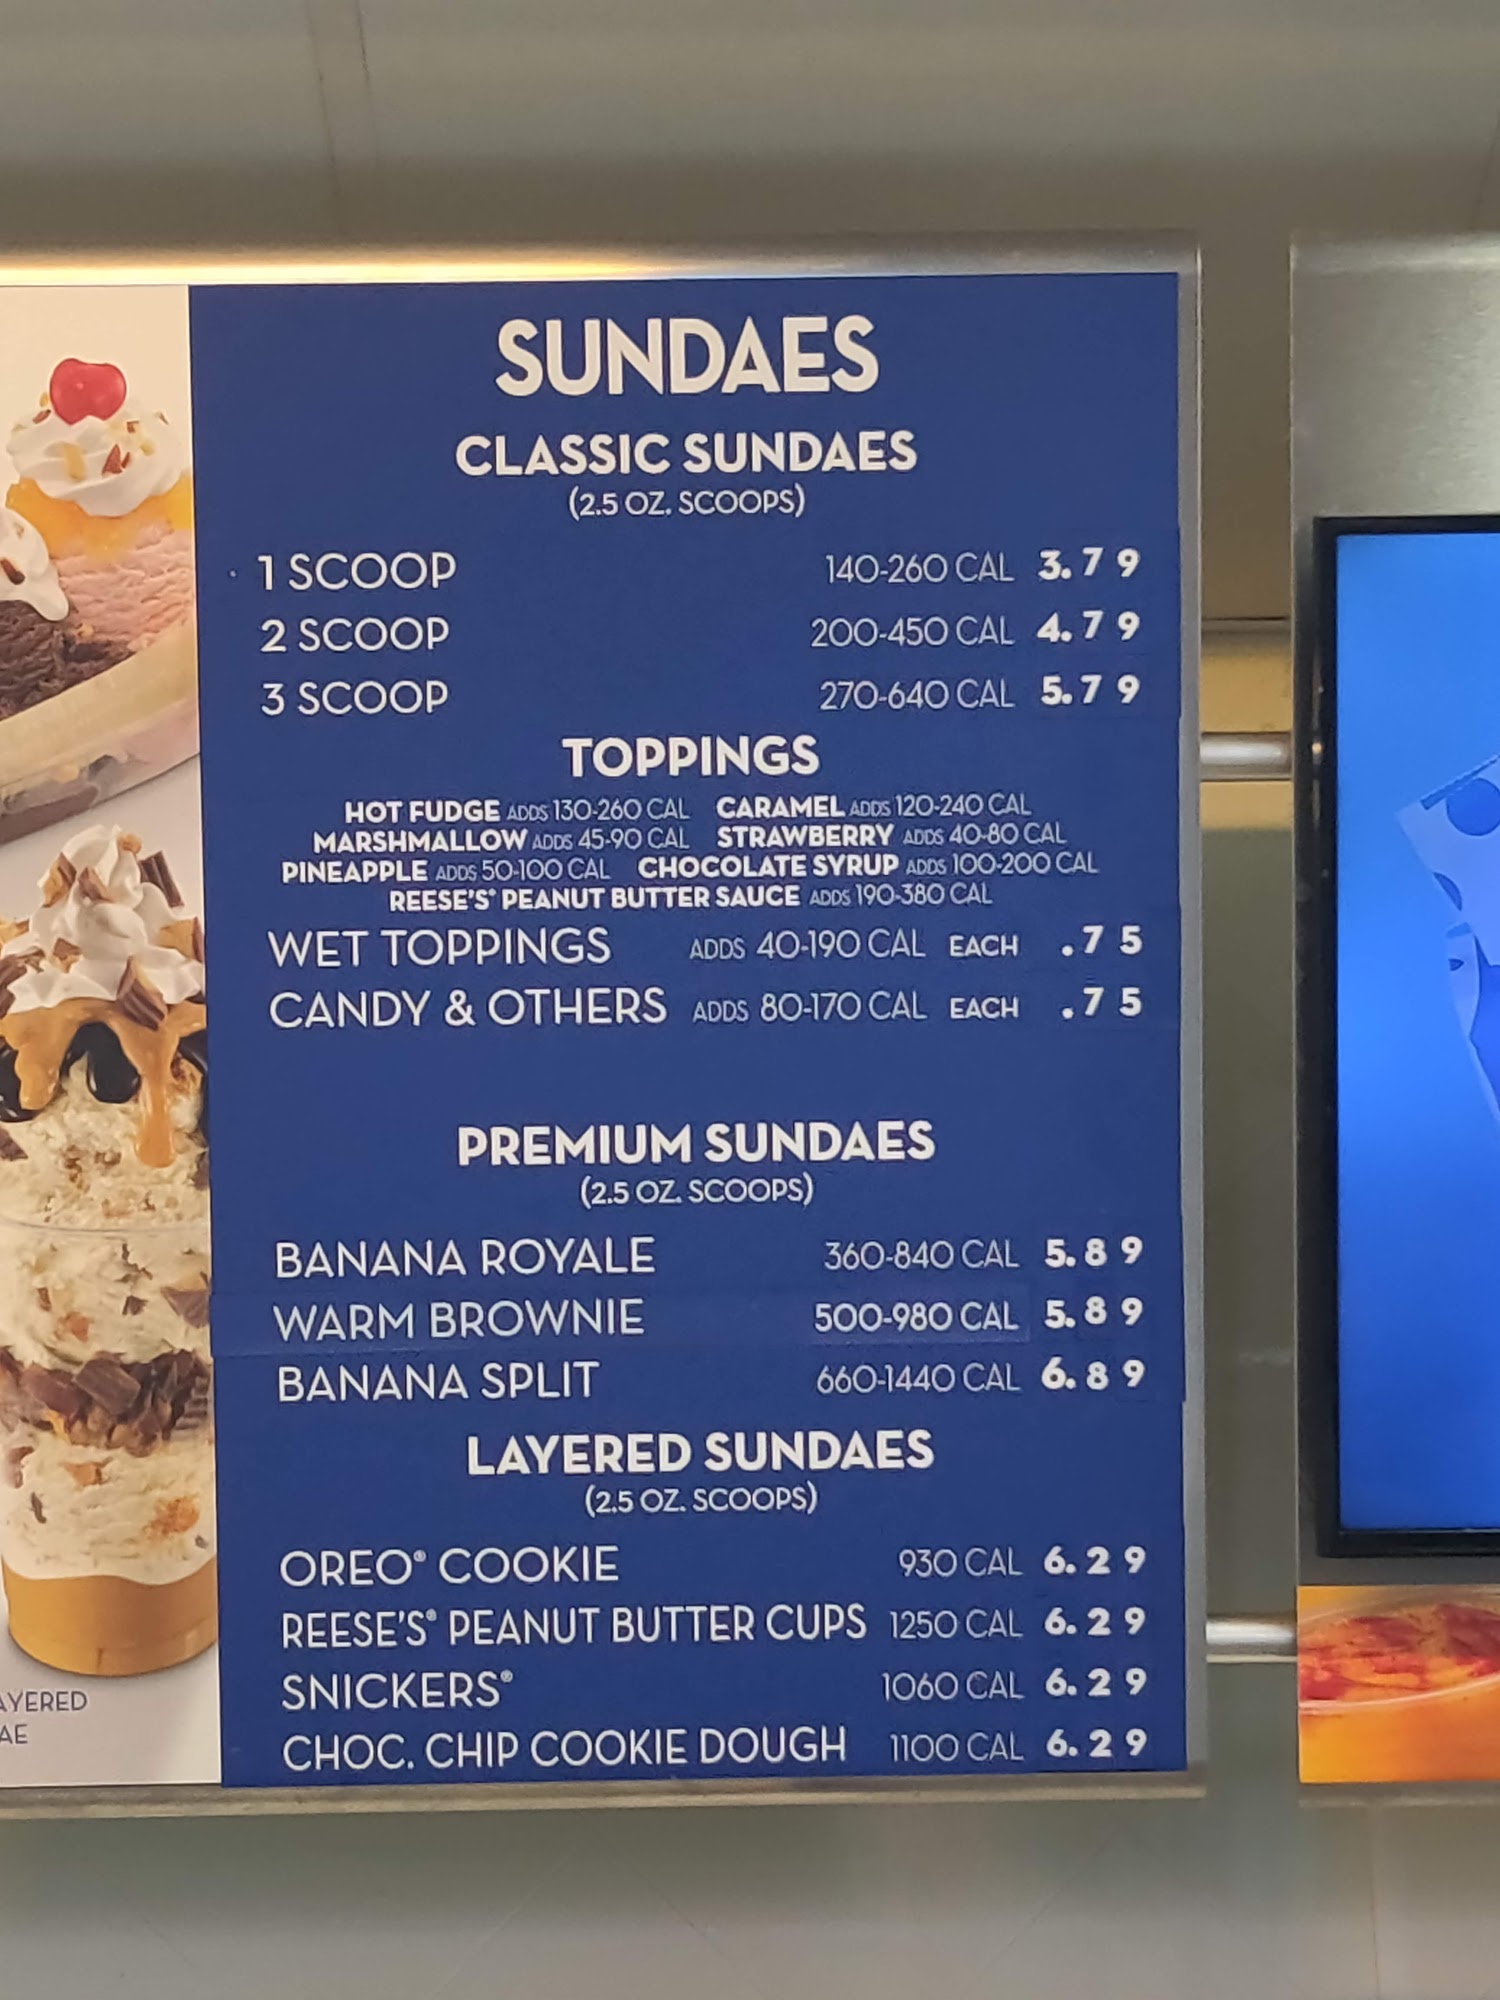 SUNDAES
CLASSIC SUNDAES
(2.5 OZ. SCOOPS)
1 SCOOP 140-260 CAL 3.79
2 SCOOP 200-450 CAL 4.79
3 SCOOP 270-640 CAL 5.79
TOPPINGS
HOT FUDGE ADDS 130-260 CAL CARAMEL ADDS 120-240 CAL
MARSHMALLOW ADDS 45-90 CAL STRAWBERRY ADDS 40-80 CAL
PINEAPPLE ADDS 50-100 CAL CHOCOLATE SYRUP ADDS 100-200 CAL
REESE'S® PEANUT BUTTER SAUCE ADDS 190-380 CAL
WET TOPPINGS ADDS 40-190 CAL EACH .75
CANDY & OTHERS ADDS 80-170 CAL EACH .75
PREMIUM SUNDAES
(2.5 OZ. SCOOPS)
BANANA ROYALE 360-840 CAL 5.89
WARM BROWNIE 500-980 CAL 5.89
BANANA SPLIT 660-1440 CAL 6.89
LAYERED SUNDAES
(2.5 OZ. SCOOPS)
OREO® COOKIE 930 CAL 6.29
REESE'S® PEANUT BUTTER CUPS 1250 CAL 6.29
SNICKERS® 1060 CAL 6.29
CHOC. CHIP COOKIE DOUGH 1100 CAL 6.29
AYERED
AE